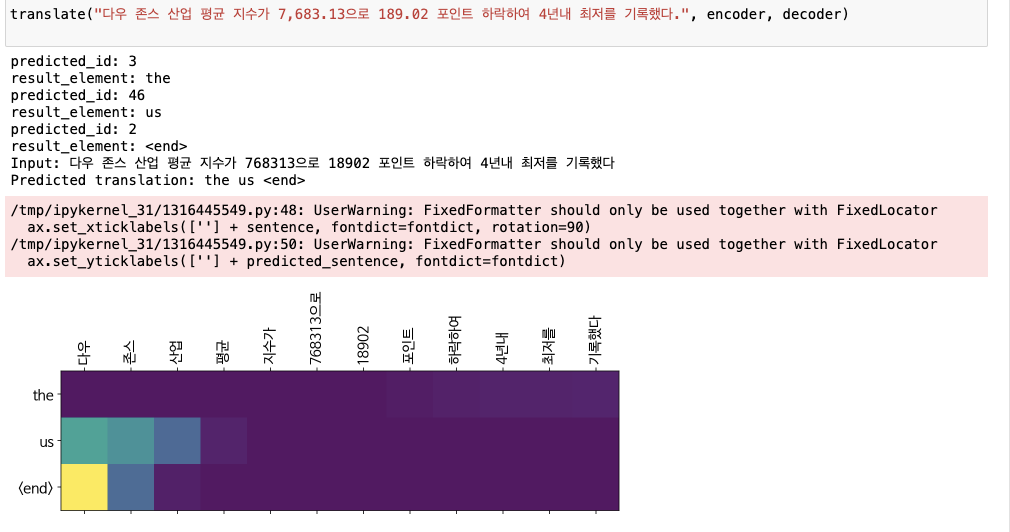 translate("다우 존스 산업 평균 지수가 7,683.13으로 189.02 포인트 하락하여 4년내 최저를 기록했다.", encoder, decoder)
predicted_id: 3
result_element: the
predicted_id: 46
result_element: us
predicted_id: 2
result_element: <end>
Input: 다우 존스 산업 평균 지수가 768313으로 18902 포인트 하락하여 4년내 최저를 기록했다
Predicted translation: the us <end>
/tmp/ipykernel_31/1316445549.py:48: UserWarning: FixedFormatter should only be used together with FixedLocator
ax.set_xticklabels([''] + sentence, fontdict=fontdict, rotation=90)
/tmp/ipykernel_31/1316445549.py:50: UserWarning: FixedFormatter should only be used together with FixedLocator
ax.set_yticklabels([''] + predicted_sentence, fontdict=fontdict)
다우
존스
산업
평균
지수가
768313으로
18902
포인트
하락하여
4년내
최저를
기록했다
the
us
<end>